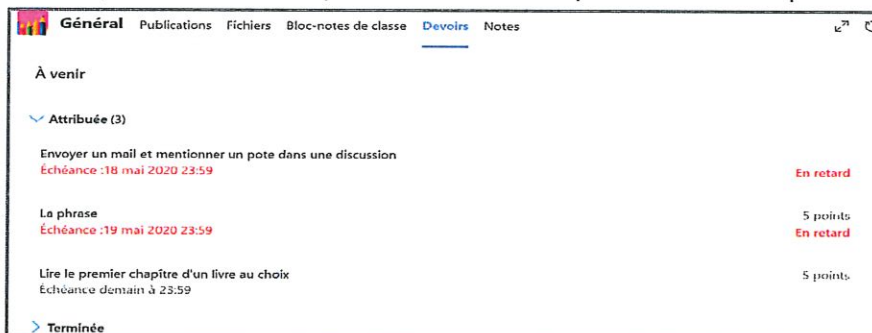 Général Publications Fichiers Bloc-notes de classe Devoirs Notes
À venir
Attribuée (3)
Envoyer un mail et mentionner un pote dans une discussion
Échéance :18 mai 2020 23:59
En retard
La phrase
5 points
Échéance :19 mai 2020 23:59
En retard
Lire le premier chapître d'un livre au choix
5 points
Échéance demain à 23:59
Terminée